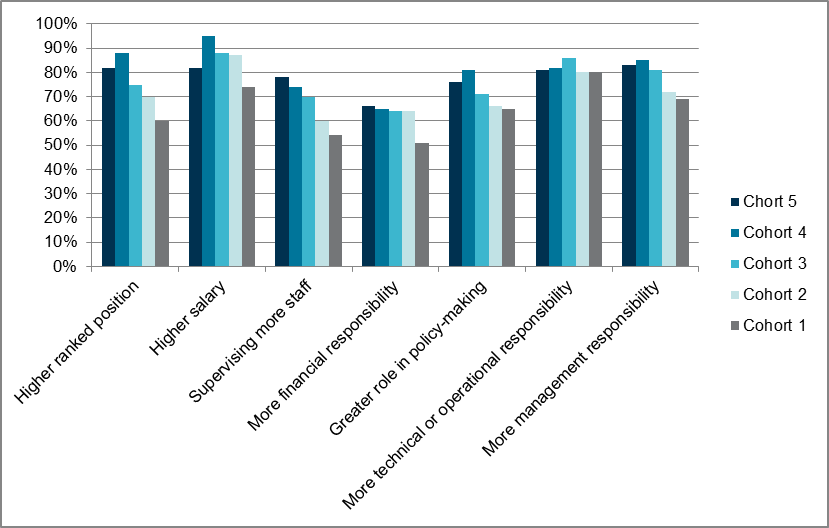 100%
90%
80%
70%
60%
50%
40%
30%
20%
10%
0%
Higher ranked position
Higher salary
Supervising more staff
More financial responsibility
Greater role in policy-making
More technical or operational responsibility
More management responsibility
Chort 5
Cohort 4
Cohort 3
Cohort 2
Cohort 1